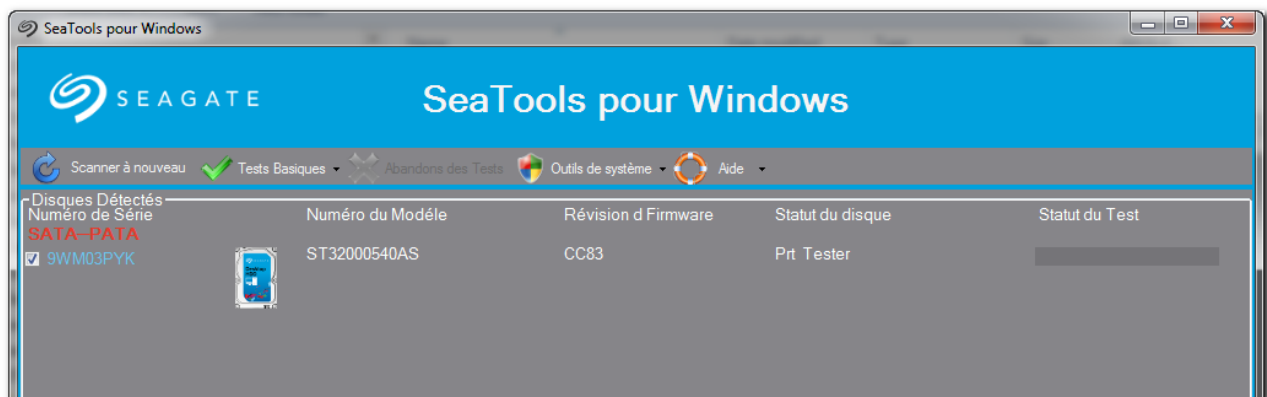 SeaTools pour Windows
SEAGATE
SeaTools pour Windows
Scanner à nouveau Tests Basiques Abandons des Tests Outils de système Aide
Disques Détectés
Numéro de Série Numéro du Modéle Révision d Firmware Statut du disque Statut du Test
SATA-PATA
9WM03PYK ST32000540AS CC83 Prt Tester